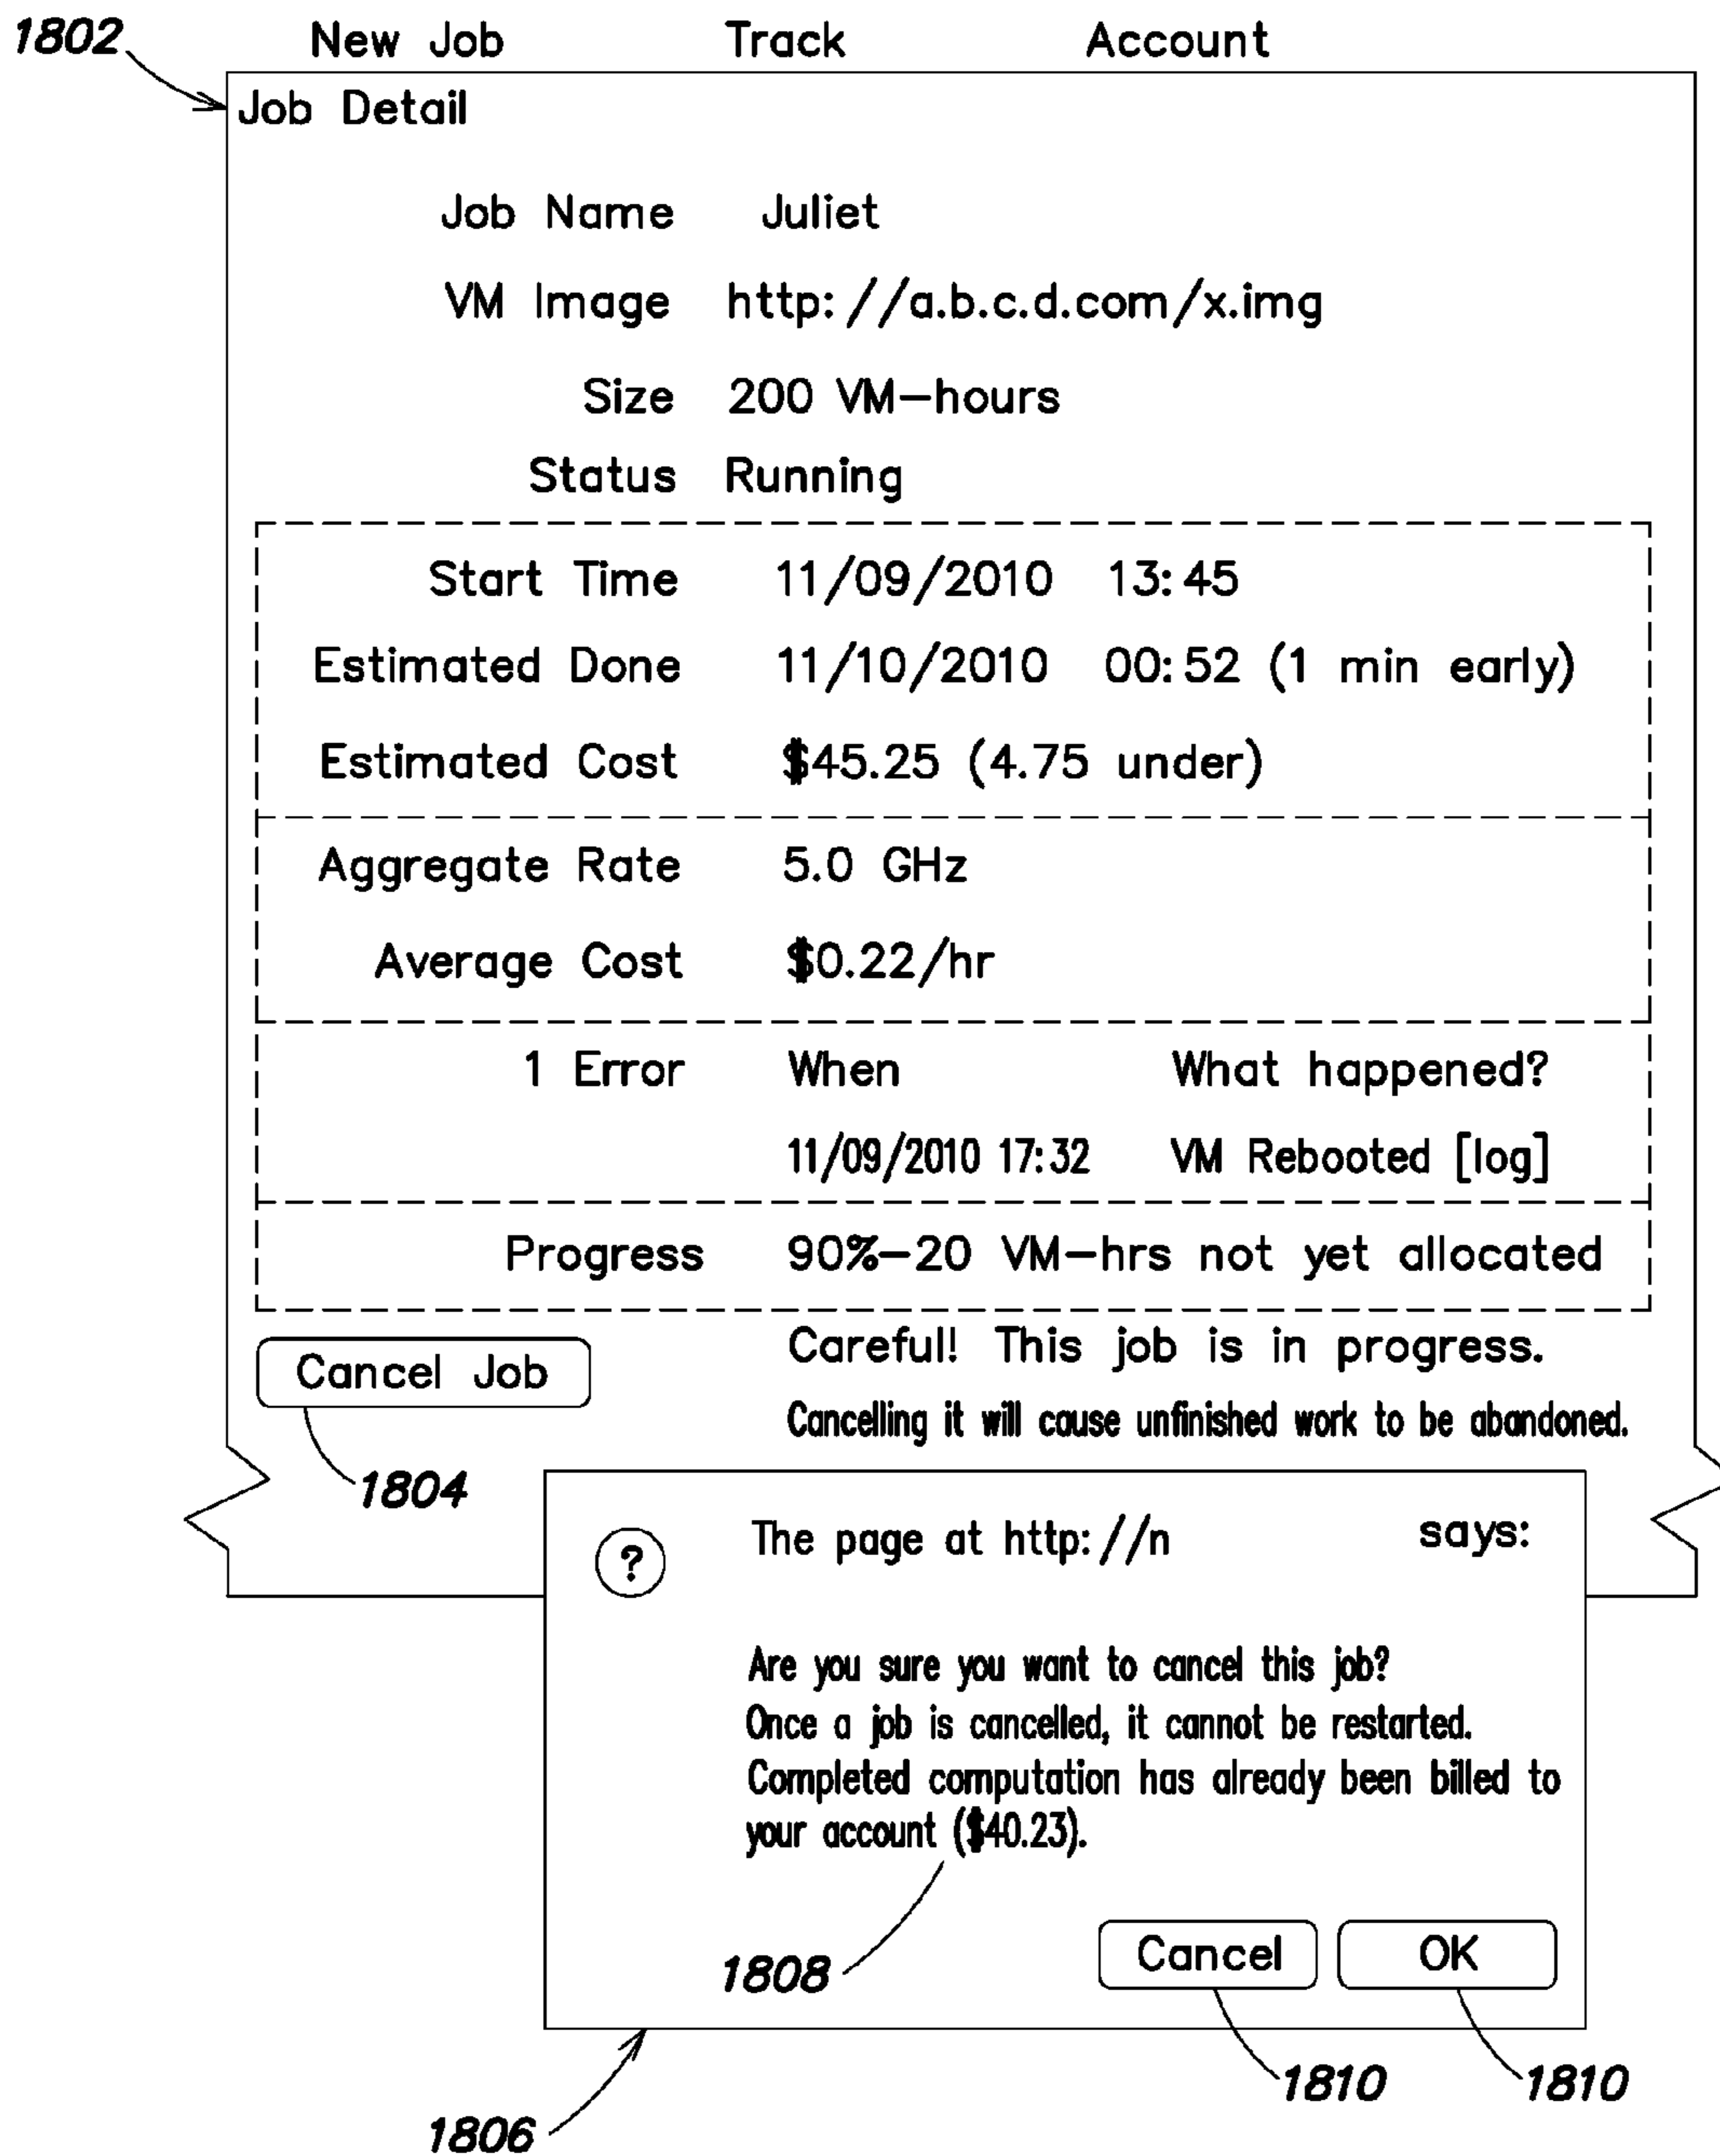 1802 New Job Track Account
Job Detail
Job Name Juliet
VM Image http://a.b.c.d.com/x.img
Size 200 VM-hours
Status Running
Start Time 11/09/2010 13:45
Estimated Done 11/10/2010 00:52 (1 min early)
Estimated Cost $45.25 (4.75 under)
Aggregate Rate 5.0 GHz
Average Cost $0.22/hr
1 Error When What happened?
11/09/2010 17:32 VM Rebooted [log]
Progress 90%-20 VM-hrs not yet allocated
Careful! This job is in progress.
Cancel Job
Cancelling it will cause unfinished work to be abandoned.
1804
The page at http://n says:
?
Are you sure you want to cancel this job?
Once a job is cancelled, it cannot be restarted.
Completed computation has already been billed to
your account ($40.23).
Cancel OK
1808
1810 1810
1806